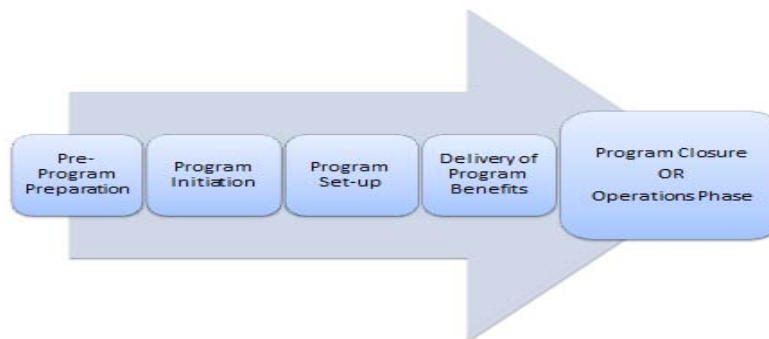 Pre-
Program
Preparation
Program
Initiation
Program
Set-up
Delivery of
Program
Benefits
Program Closure
OR
Operations Phase